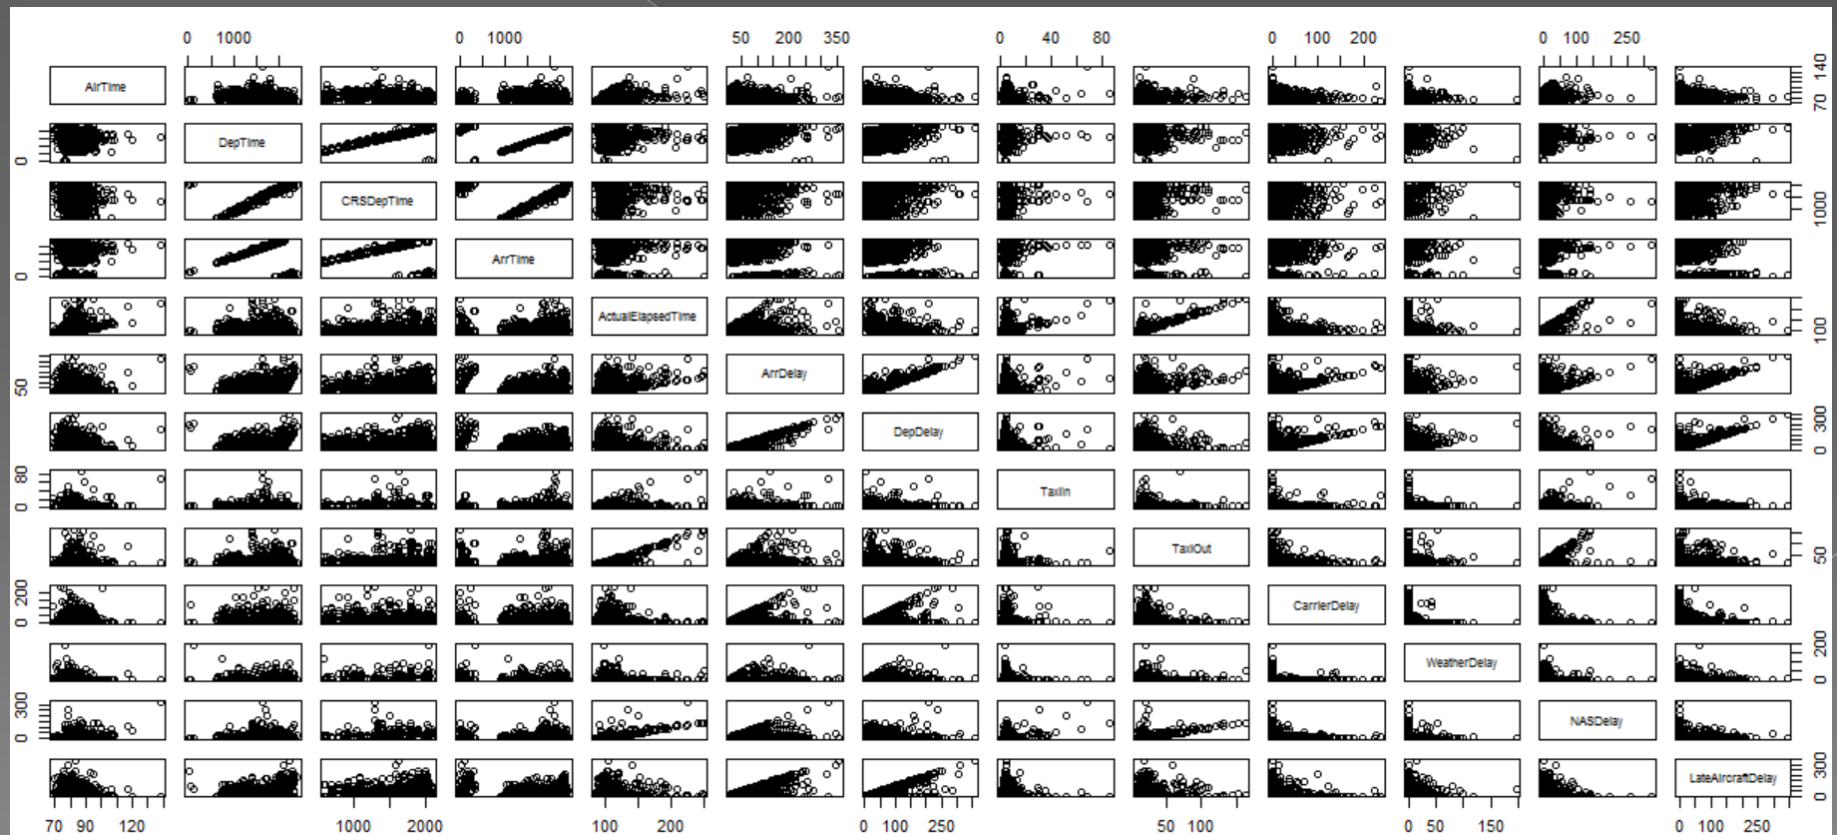 0 1000 0 1000 50 200 350 0 40 80 0 100 200 0 100 250
AirTime 70 140
0 DepTime
CRSDepTime 1000
0 ArrTime
ActualElapsedTime 100
50 ArrDelay
DepDelay 0 300
0 80 TaxiIn
TaxiOut 50
0 200 CarrierDelay
WeatherDelay 0 200
0 300 NASDelay
LateAircraftDelay 0 300
70 90 120 1000 2000 100 200 0 100 250 50 100 0 50 150 0 100 250